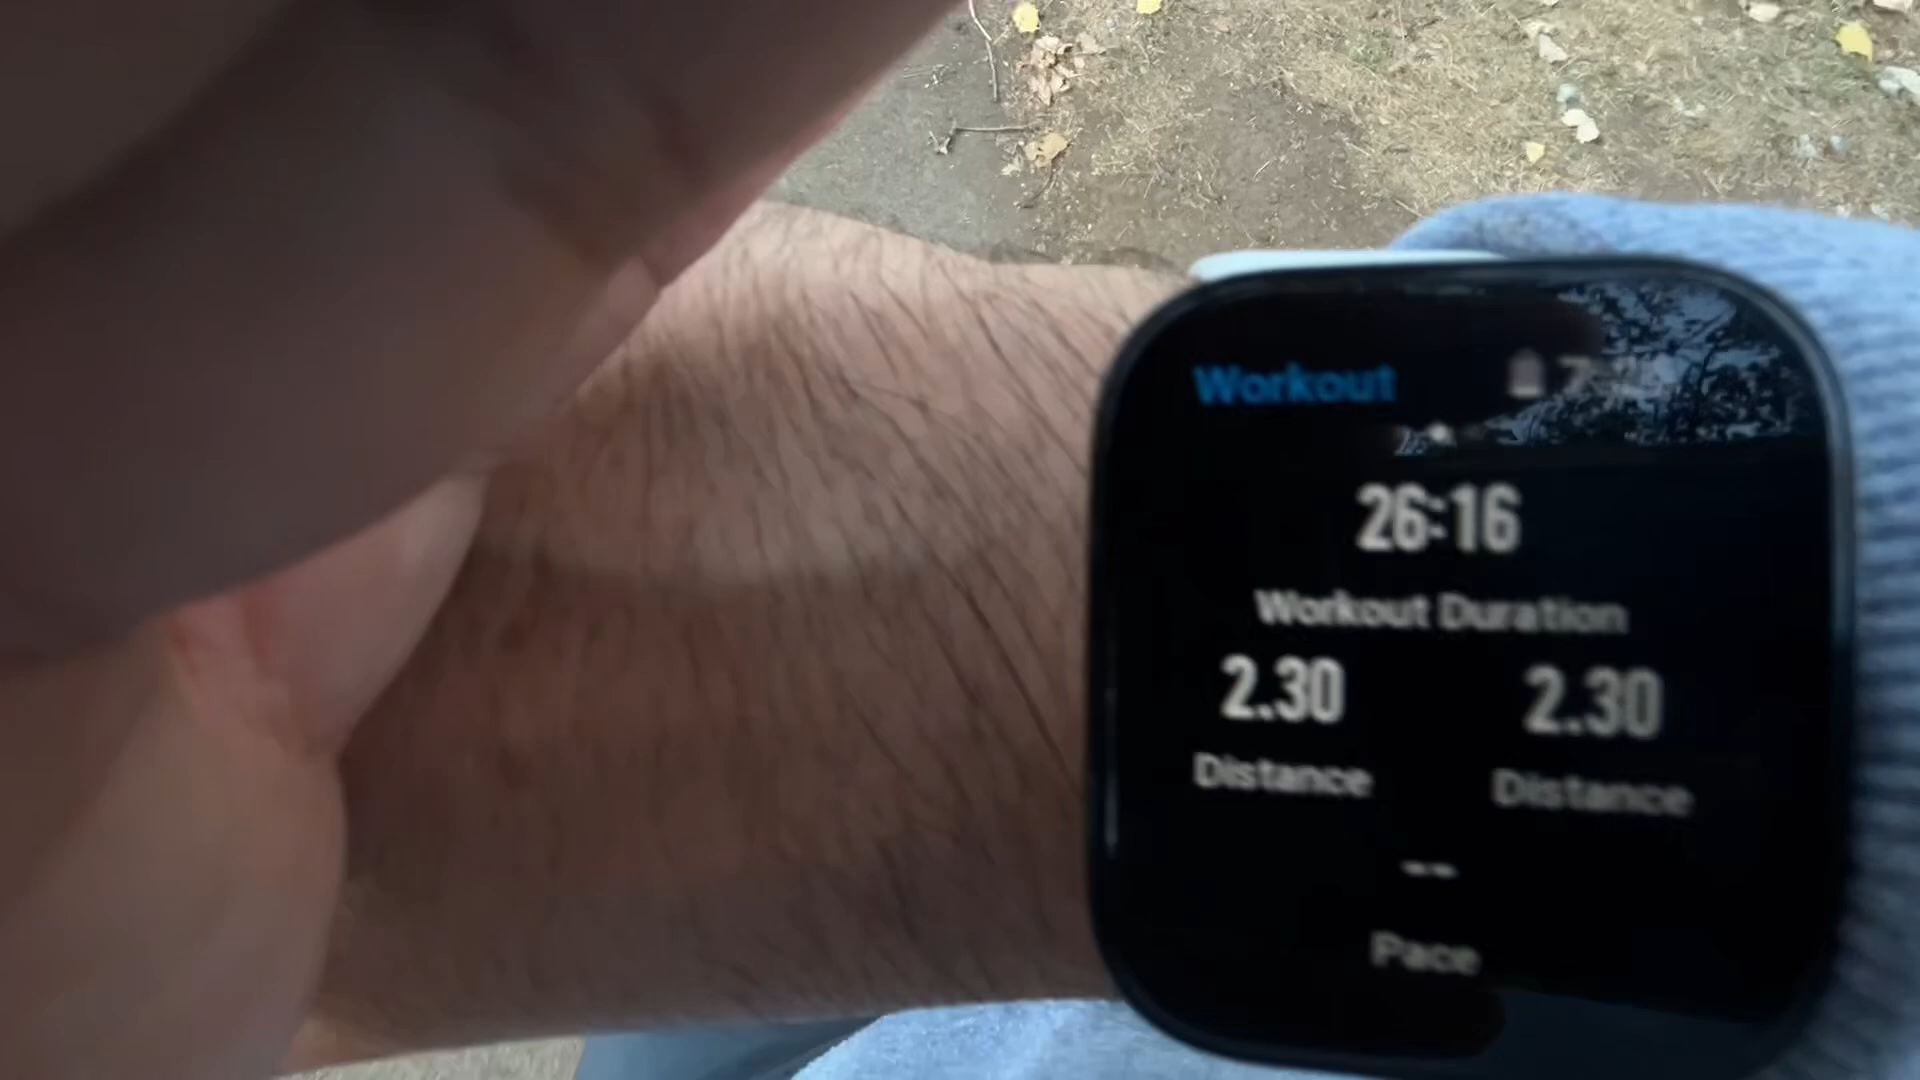 Workout
26:16
Workout Duration
2.30 2.30
Distance Distance
--
Pace